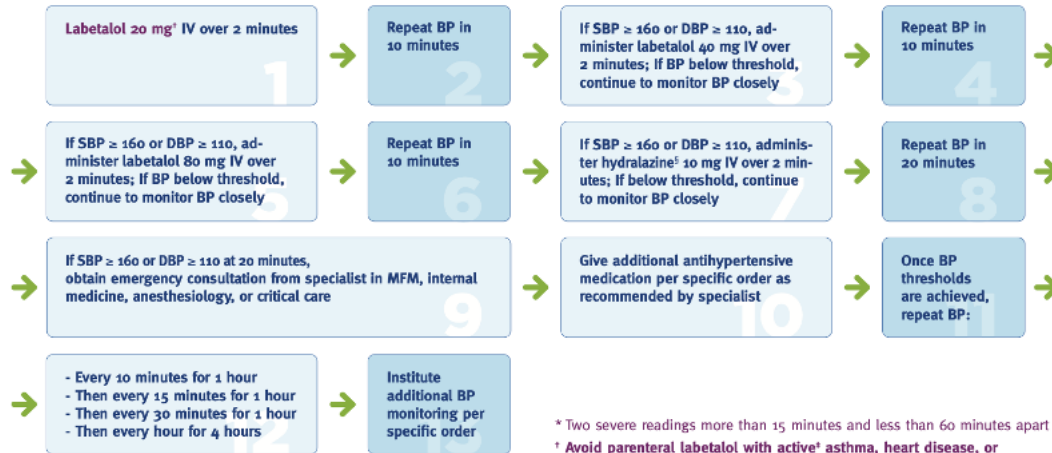 Labetalol 20 mg† IV over 2 minutes
1
Repeat BP in
10 minutes
2
If SBP ≥ 160 or DBP ≥ 110, ad-
minister labetalol 40 mg IV over
2 minutes; If BP below threshold,
continue to monitor BP closely
3
Repeat BP in
10 minutes
4
If SBP ≥ 160 or DBP ≥ 110, ad-
minister labetalol 80 mg IV over
2 minutes; If BP below threshold,
continue to monitor BP closely
5
Repeat BP in
10 minutes
6
If SBP ≥ 160 or DBP ≥ 110, adminis-
ter hydralazine§ 10 mg IV over 2 min-
utes; If below threshold, continue
to monitor BP closely
7
Repeat BP in
20 minutes
8
If SBP ≥ 160 or DBP ≥ 110 at 20 minutes,
obtain emergency consultation from specialist in MFM, internal
medicine, anesthesiology, or critical care
9
Give additional antihypertensive
medication per specific order as
recommended by specialist
10
Once BP
thresholds
are achieved,
repeat BP:
11
- Every 10 minutes for 1 hour
- Then every 15 minutes for 1 hour
- Then every 30 minutes for 1 hour
- Then every hour for 4 hours
12
Institute
additional BP
monitoring per
specific order
13
* Two severe readings more than 15 minutes and less than 60 minutes apart
† Avoid parenteral labetalol with active‡ asthma, heart disease, or